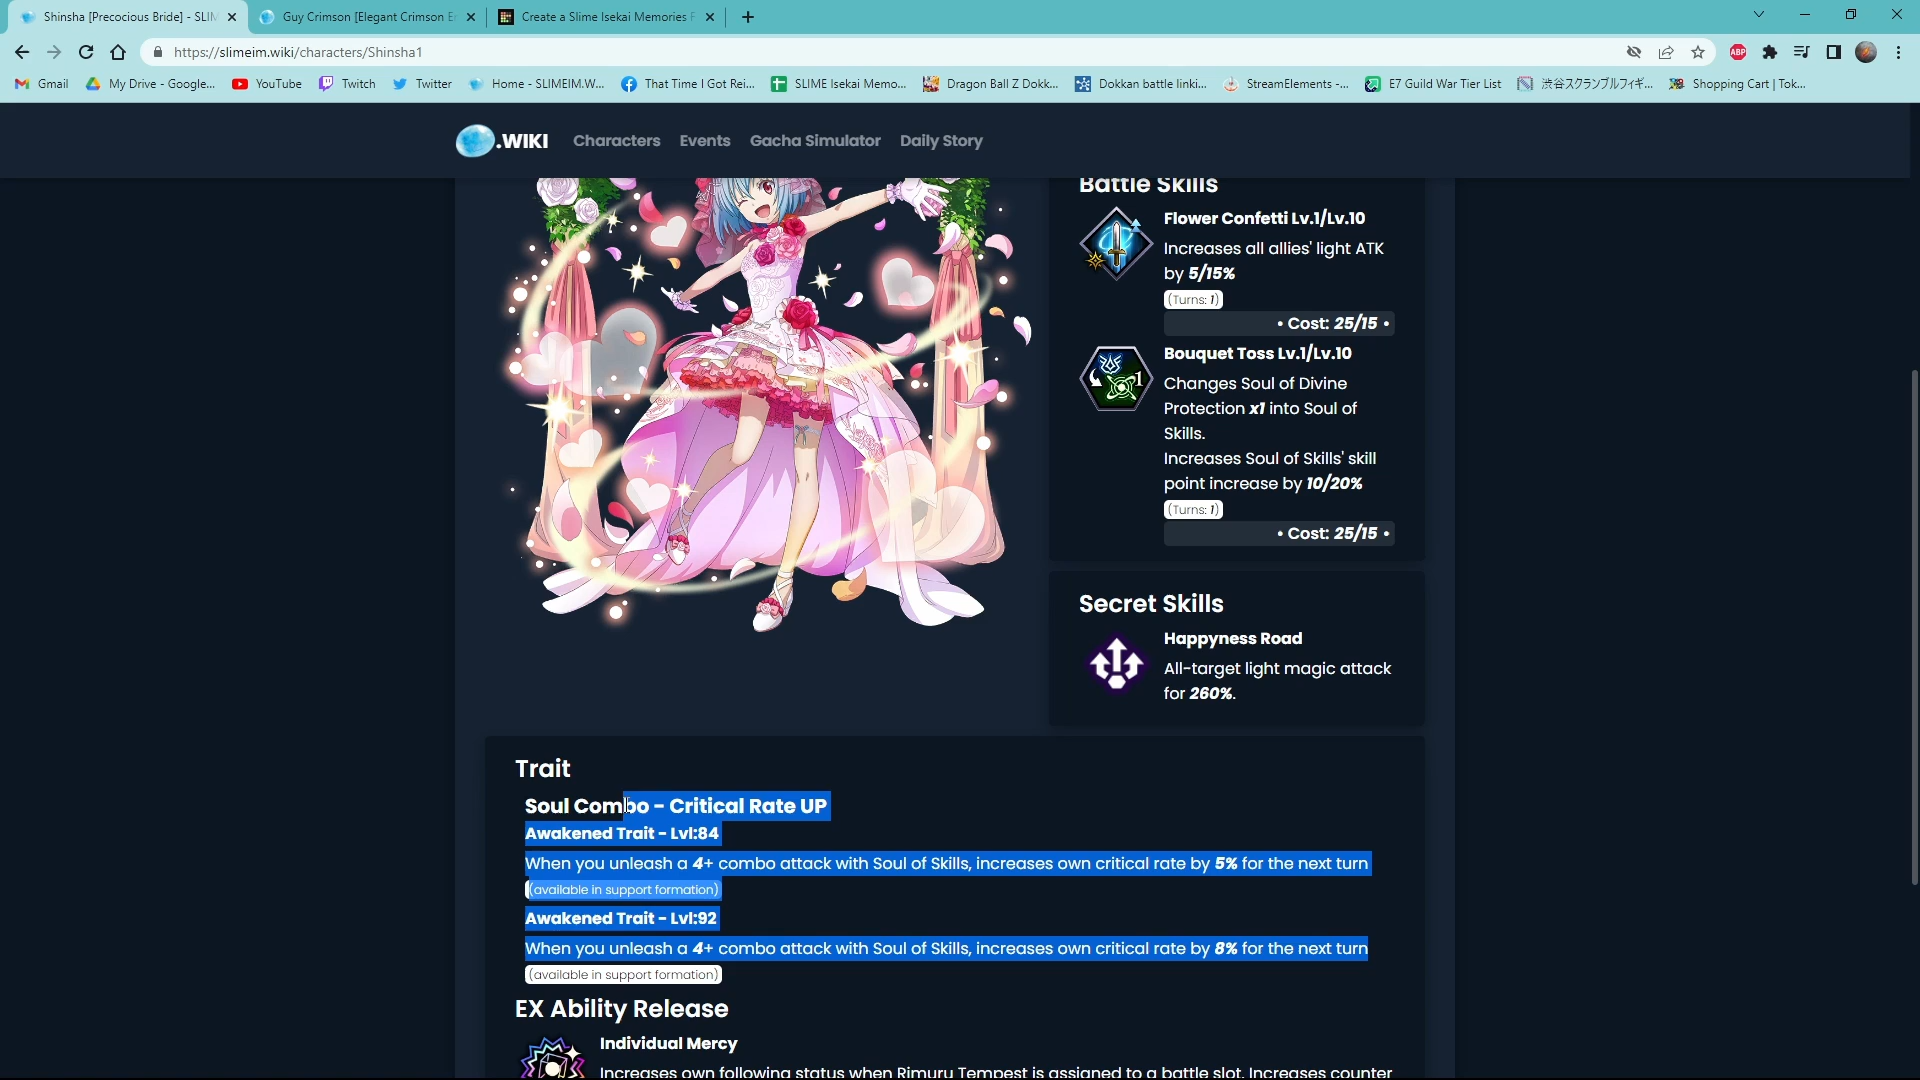 Shinsha [Precocious Bride] - SLIM
Guy Crimson [Elegant Crimson E
Create a Slime Isekai Memories
https://slimeim.wiki/characters/Shinsha1
ABP
Gmail
My Drive - Google...
YouTube
Twitch
Twitter
Home - SLIMEIM.W...
That Time I Got Rei...
SLIME Isekai Memo...
Dragon Ball Z Dokk...
Dokkan battle linki...
StreamElements -...
E7 Guild War Tier List
渋谷スクランブルフィギ...
Shopping Cart | Tok...
.WIKI
Characters
Events
Gacha Simulator
Daily Story
Battle Skills
Flower Confetti Lv.1/Lv.10
Increases all allies' light ATK
by 5/15%
(Turns: 1)
• Cost: 25/15 •
1
Bouquet Toss Lv.1/Lv.10
Changes Soul of Divine
Protection x1 into Soul of
Skills.
Increases Soul of Skills' skill
point increase by 10/20%
(Turns: 1)
• Cost: 25/15 •
Secret Skills
Happyness Road
All-target light magic attack
for 260%.
Trait
Soul Combo - Critical Rate UP
Awakened Trait - Lvl:84
When you unleash a 4+ combo attack with Soul of Skills, increases own critical rate by 5% for the next turn
(available in support formation)
Awakened Trait - Lvl:92
When you unleash a 4+ combo attack with Soul of Skills, increases own critical rate by 8% for the next turn
(available in support formation)
EX Ability Release
Individual Mercy
Increases own following status when Rimuru Tempest is assigned to a battle slot. Increases counter